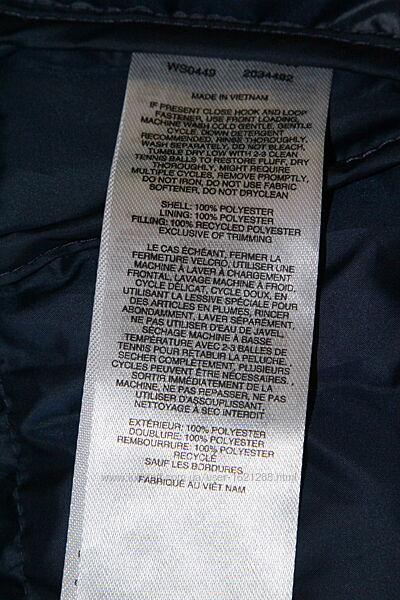 WS0449 2034492
MADE IN VIETNAM
IF PRESENT CLOSE HOOK AND LOOP
FASTENER, USE FRONT LOADING,
MACHINE WASH COLD GENTLE, GENTLE
CYCLE, DOWN DETERGENT
RECOMMENDED, RINSE THOROUGHLY,
WASH SEPARATELY, DO NOT BLEACH,
TUMBLE DRY LOW WITH 2-3 CLEAN
TENNIS BALLS TO RESTORE PUFF, DRY
THOROUGHLY, MIGHT REQUIRE
MULTIPLE CYCLES, REMOVE PROMPTLY,
DO NOT IRON, DO NOT USE FABRIC
SOFTENER, DO NOT DRYCLEAN
SHELL: 100% POLYESTER
LINING: 100% POLYESTER
FILLING: 100% RECYCLED POLYESTER
EXCLUSIVE OF TRIMMING
LE CAS ÉCHÉANT, FERMER LA
FERMETURE VELCRO, UTILISER UNE
MACHINE À LAVER À CHARGEMENT
FRONTAL, LAVAGE MACHINE À FROID,
CYCLE DÉLICAT, CYCLE DOUX, EN
UTILISANT LA LESSIVE SPÉCIALE POUR
DES ARTICLES EN PLUMES, RINCER
ABONDAMMENT, LAVER SÉPARÉMENT,
NE PAS UTILISER D'EAU DE JAVEL,
SÉCHAGE MACHINE À BASSE
TEMPÉRATURE AVEC 2-3 BALLES DE
TENNIS POUR RÉTABLIR LA PELUCHE,
SECHER COMPLÈTEMENT, PLUSIEURS
CYCLES PEUVENT ÊTRE NÉCESSAIRES,
SORTIR IMMÉDIATEMENT DE LA
MACHINE, NE PAS REPASSER, NE PAS
UTILISER D'ASSOUPLISSANT,
NETTOYAGE À SEC INTERDIT
EXTÉRIEUR: 100% POLYESTER
DOUBLURE: 100% POLYESTER
REMBOURRURE: 100% POLYESTER
RECYCLÉ
SAUF LES BORDURES
FABRIQUÉ AU VIÊT NAM